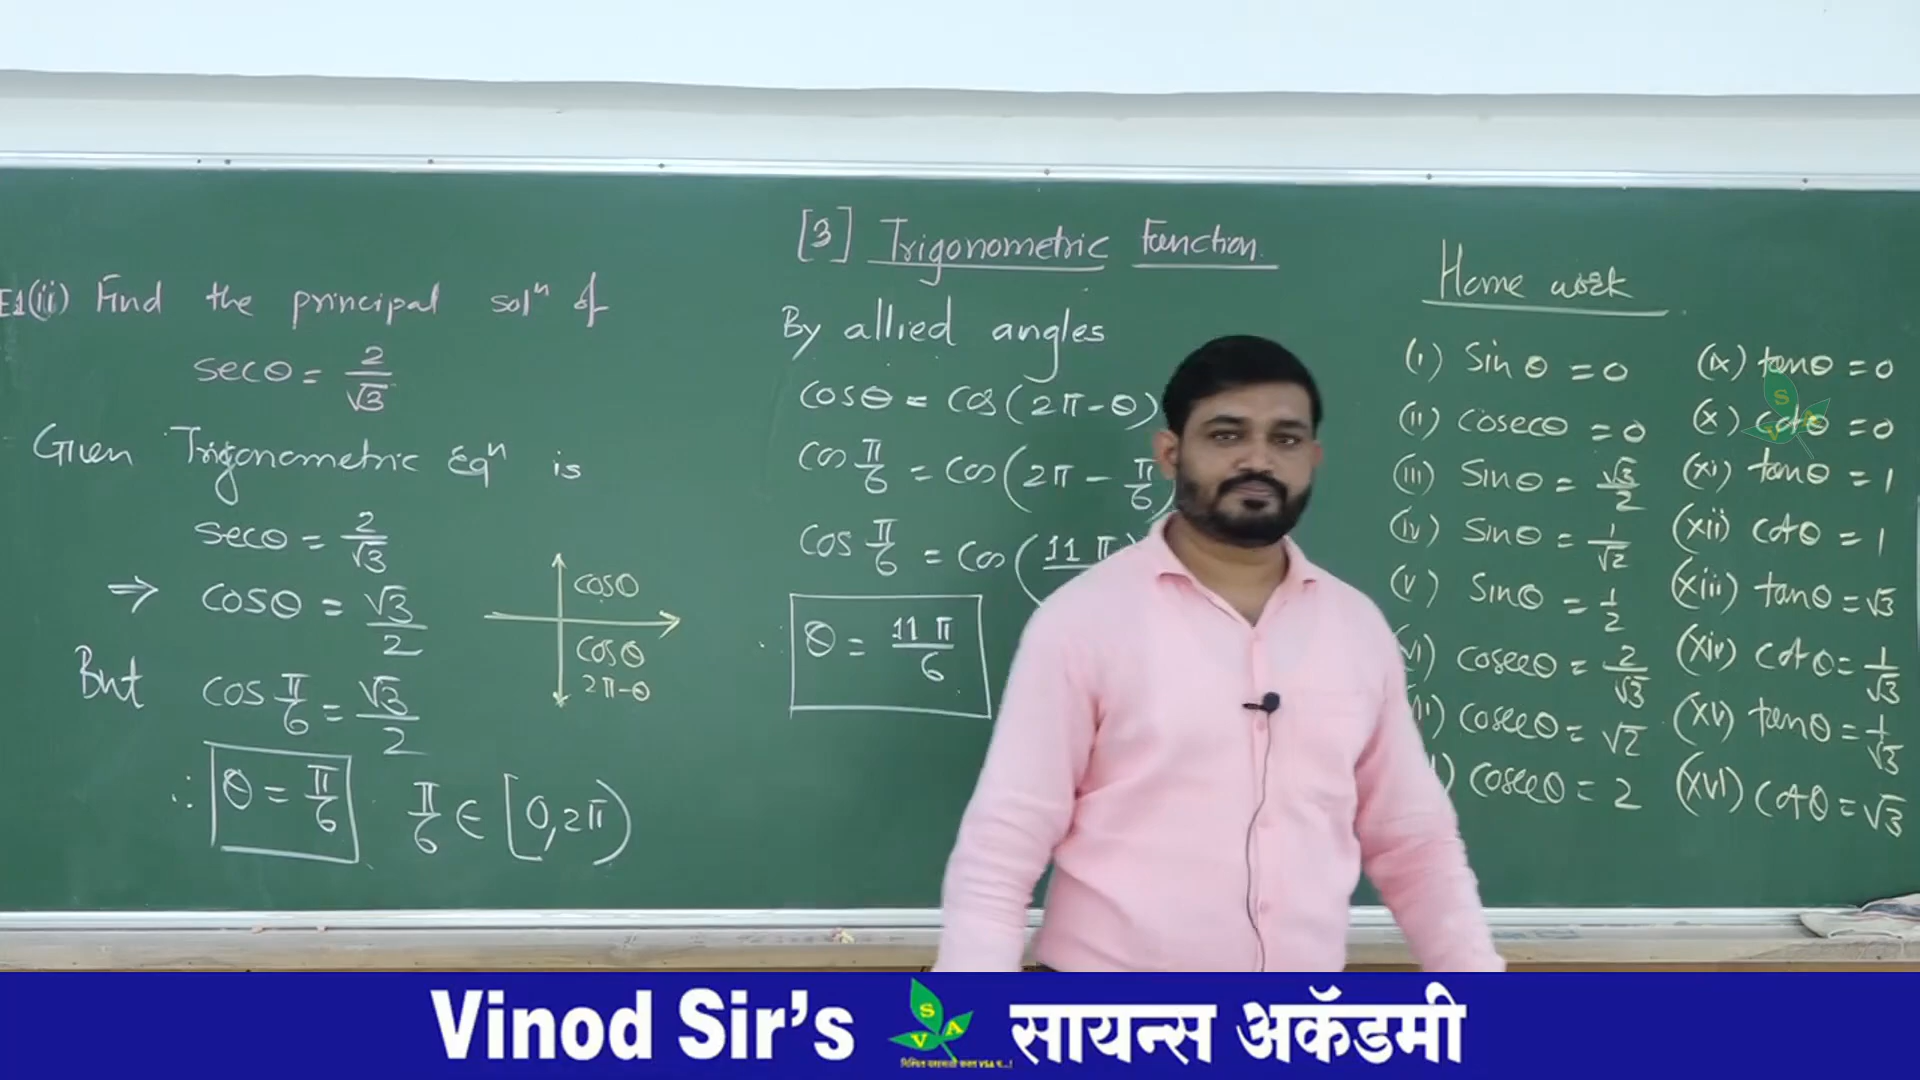 [3] Trigonometric Function.
E1(ii) Find the principal solⁿ of
secθ = 2/√3
Given Trigonometric Eqⁿ is
secθ = 2/√3
⇒ cosθ = √3/2
But cos π/6 = √3/2
∴ θ = π/6 π/6 ∈ [0, 2π)
cosθ
cosθ
2π-θ
By allied angles
cosθ = cos(2π-θ)
cos π/6 = cos(2π - π/6)
cos π/6 = cos(11π
∴ θ = 11π/6
Home work
(i) Sinθ = 0
(ii) cosecθ = 0
(iii) Sinθ = √3/2
(iv) Sinθ = 1/√2
(v) Sinθ = 1/2
vi) cosecθ = 2/√3
cosecθ = √2
cosecθ = 2
(ix) tanθ = 0
(x) cotθ = 0
(xi) tanθ = 1
(xii) cotθ = 1
(xiii) tanθ = √3
(xiv) cotθ = 1/√3
(xv) tanθ = 1/√3
(xvi) cotθ = √3
VSA
Vinod Sir's VSA सायन्स अकॅडमी